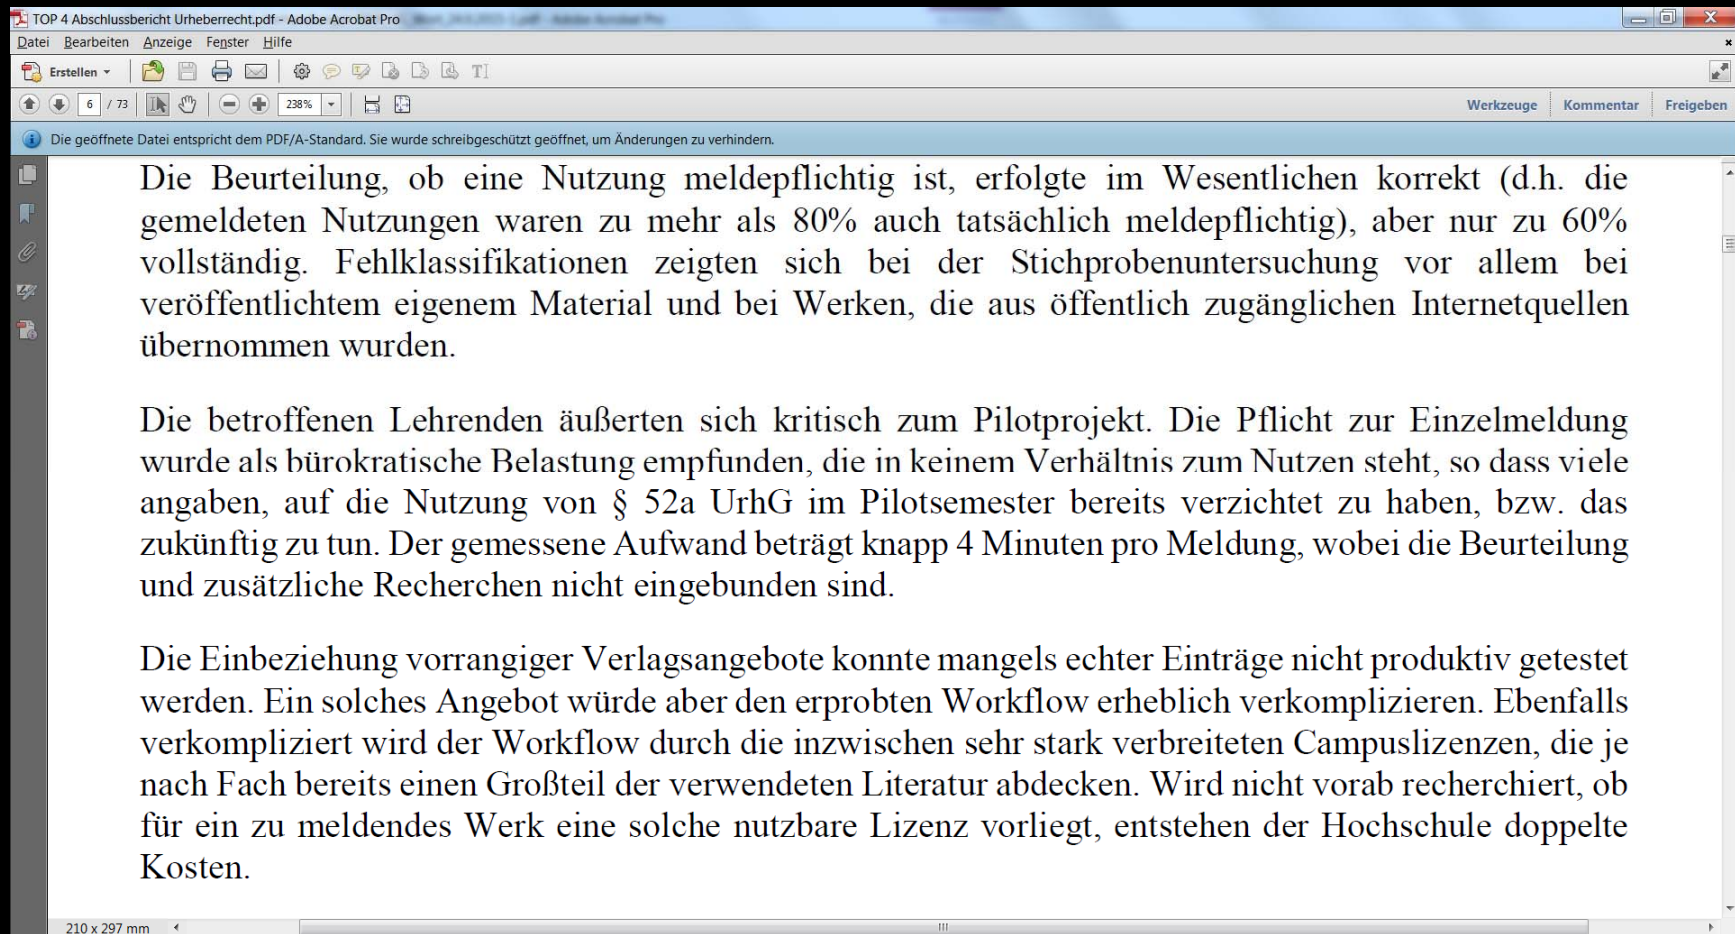 TOP 4 Abschlussbericht Urheberrecht.pdf - Adobe Acrobat Pro
Datei Bearbeiten Anzeige Fenster Hilfe
Erstellen
6 / 73 238% Werkzeuge Kommentar Freigeben
Die geöffnete Datei entspricht dem PDF/A-Standard. Sie wurde schreibgeschützt geöffnet, um Änderungen zu verhindern.
Die Beurteilung, ob eine Nutzung meldepflichtig ist, erfolgte im Wesentlichen korrekt (d.h. die
gemeldeten Nutzungen waren zu mehr als 80% auch tatsächlich meldepflichtig), aber nur zu 60%
vollständig. Fehlklassifikationen zeigten sich bei der Stichprobenuntersuchung vor allem bei
veröffentlichtem eigenem Material und bei Werken, die aus öffentlich zugänglichen Internetquellen
übernommen wurden.
Die betroffenen Lehrenden äußerten sich kritisch zum Pilotprojekt. Die Pflicht zur Einzelmeldung
wurde als bürokratische Belastung empfunden, die in keinem Verhältnis zum Nutzen steht, so dass viele
angaben, auf die Nutzung von § 52a UrhG im Pilotsemester bereits verzichtet zu haben, bzw. das
zukünftig zu tun. Der gemessene Aufwand beträgt knapp 4 Minuten pro Meldung, wobei die Beurteilung
und zusätzliche Recherchen nicht eingebunden sind.
Die Einbeziehung vorrangiger Verlagsangebote konnte mangels echter Einträge nicht produktiv getestet
werden. Ein solches Angebot würde aber den erprobten Workflow erheblich verkomplizieren. Ebenfalls
verkompliziert wird der Workflow durch die inzwischen sehr stark verbreiteten Campuslizenzen, die je
nach Fach bereits einen Großteil der verwendeten Literatur abdecken. Wird nicht vorab recherchiert, ob
für ein zu meldendes Werk eine solche nutzbare Lizenz vorliegt, entstehen der Hochschule doppelte
Kosten.
210 x 297 mm